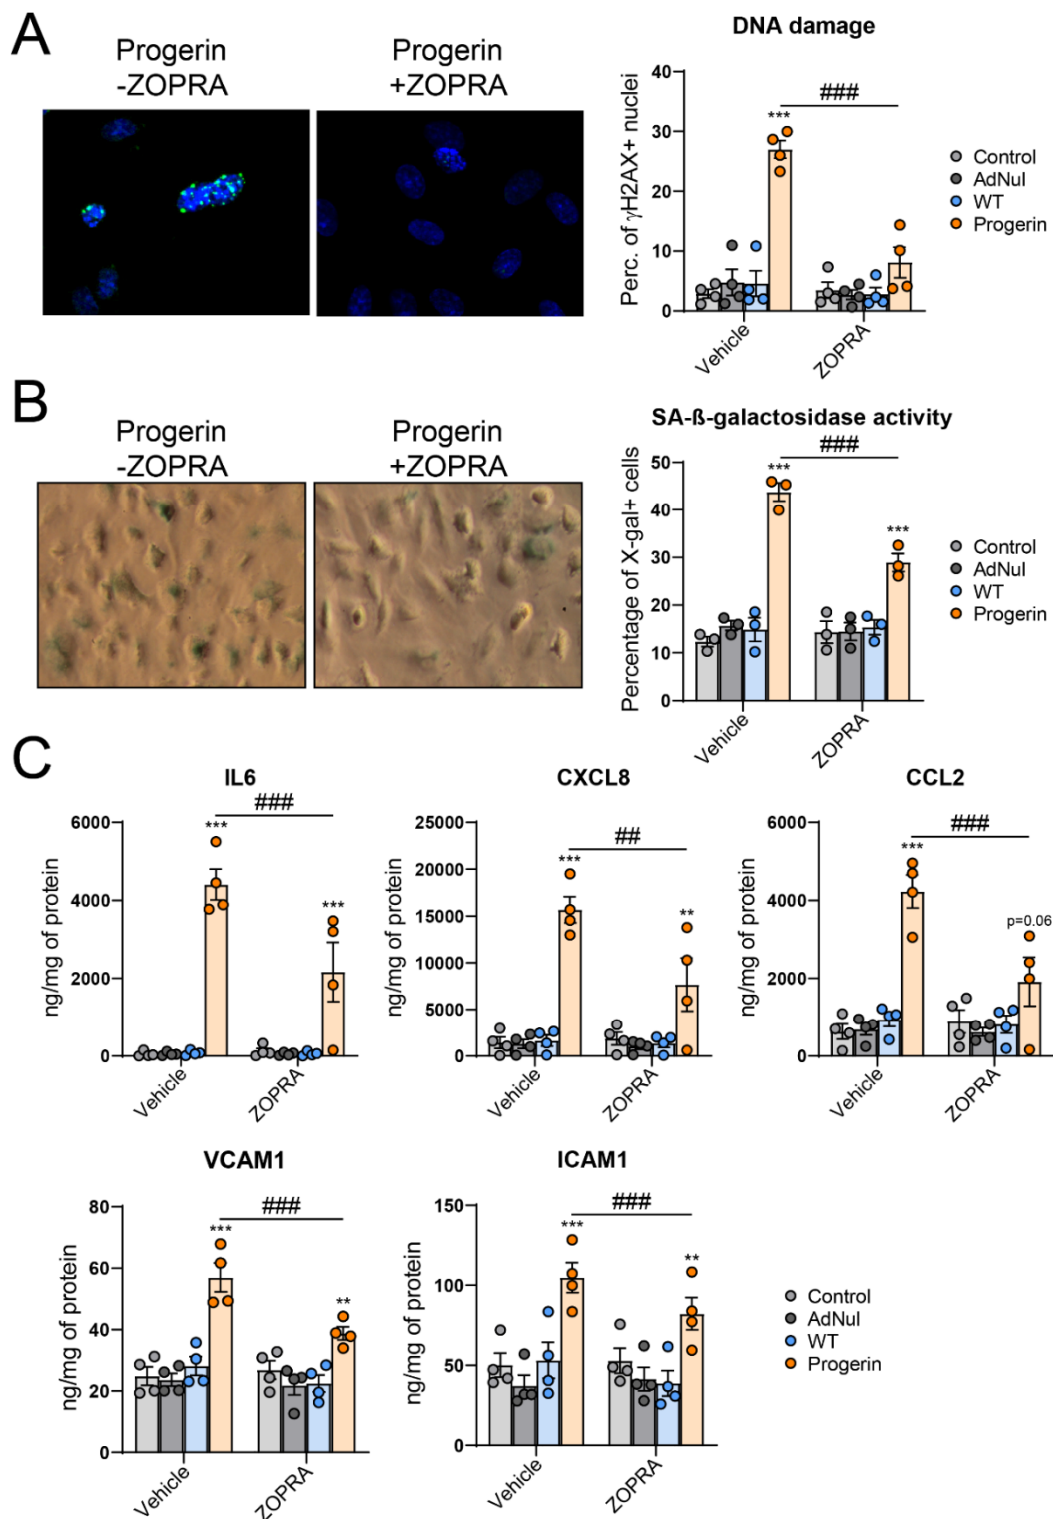 A
Progerin
-ZOPRA
Progerin
+ZOPRA
DNA damage
Perc. of γH2AX+ nuclei
40
30
20
10
0
***
###
Vehicle
ZOPRA
Control
AdNul
WT
Progerin
B
Progerin
-ZOPRA
Progerin
+ZOPRA
SA-ß-galactosidase activity
Percentage of X-gal+ cells
50
40
30
20
10
0
***
###
***
Vehicle
ZOPRA
Control
AdNul
WT
Progerin
C
IL6
ng/mg of protein
6000
4000
2000
0
***
###
***
Vehicle
ZOPRA
CXCL8
ng/mg of protein
25000
20000
15000
10000
5000
0
***
##
**
Vehicle
ZOPRA
CCL2
ng/mg of protein
6000
4000
2000
0
***
###
p=0.06
Vehicle
ZOPRA
VCAM1
ng/mg of protein
80
60
40
20
0
***
###
**
Vehicle
ZOPRA
ICAM1
ng/mg of protein
150
100
50
0
***
###
**
Vehicle
ZOPRA
Control
AdNul
WT
Progerin